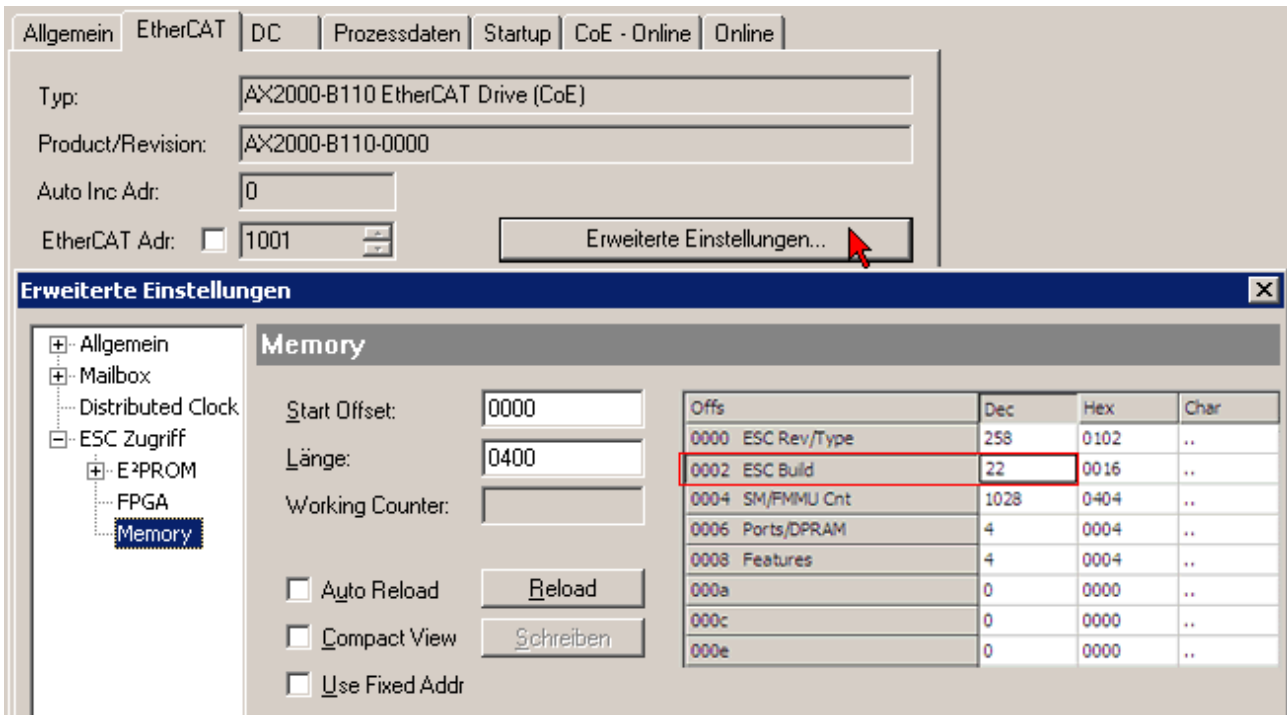 Allgemein EtherCAT DC Prozessdaten Startup CoE - Online Online
Typ: AX2000-B110 EtherCAT Drive (CoE)
Product/Revision: AX2000-B110-0000
Auto Inc Adr: 0
EtherCAT Adr: 1001 Erweiterte Einstellungen...
Erweiterte Einstellungen
Allgemein
Mailbox
Distributed Clock
ESC Zugriff
E²PROM
FPGA
Memory
Memory
Start Offset: 0000
Länge: 0400
Working Counter:
Auto Reload Reload
Compact View Schreiben
Use Fixed Addr
Offs Dec Hex Char
0000 ESC Rev/Type 258 0102 ..
0002 ESC Build 22 0016 ..
0004 SM/FMMU Cnt 1028 0404 ..
0006 Ports/DPRAM 4 0004 ..
0008 Features 4 0004 ..
000a 0 0000 ..
000c 0 0000 ..
000e 0 0000 ..